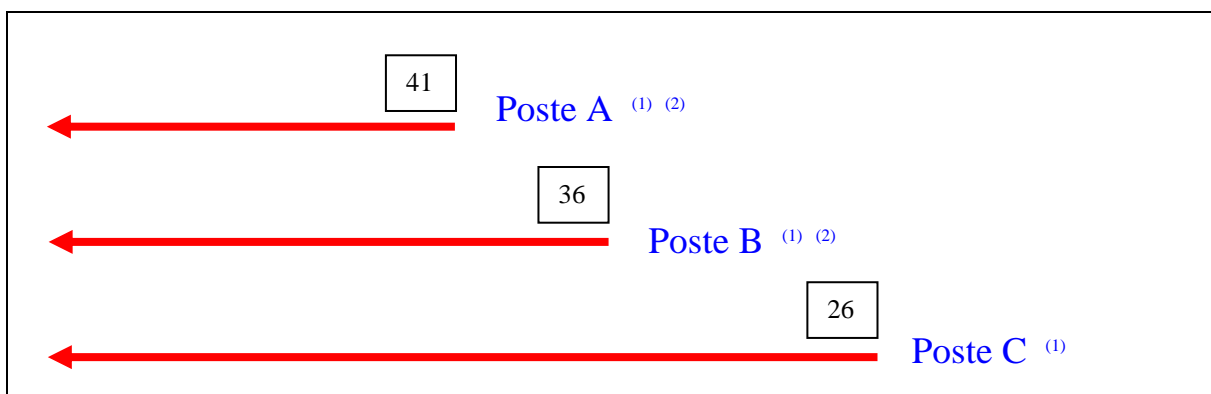 41
Poste A (1) (2)
36
Poste B (1) (2)
26
Poste C (1)